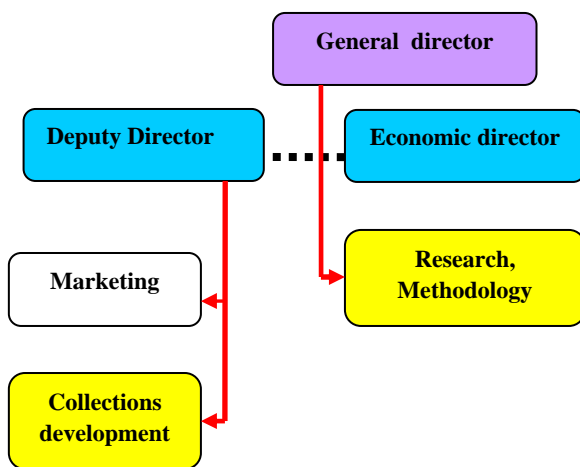 General director
Deputy Director
Economic director
Marketing
Research,
Methodology
Collections
development